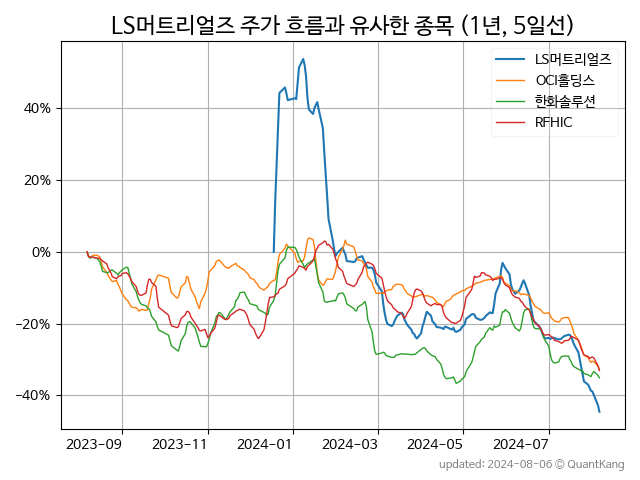 LS머트리얼즈 주가 흐름과 유사한 종목 (1년, 5일선)
LS머트리얼즈
OCI홀딩스
한화솔루션
RFHIC
40%
20%
0%
−20%
−40%
2023-09 2023-11 2024-01 2024-03 2024-05 2024-07
updated: 2024-08-06 © QuantKang